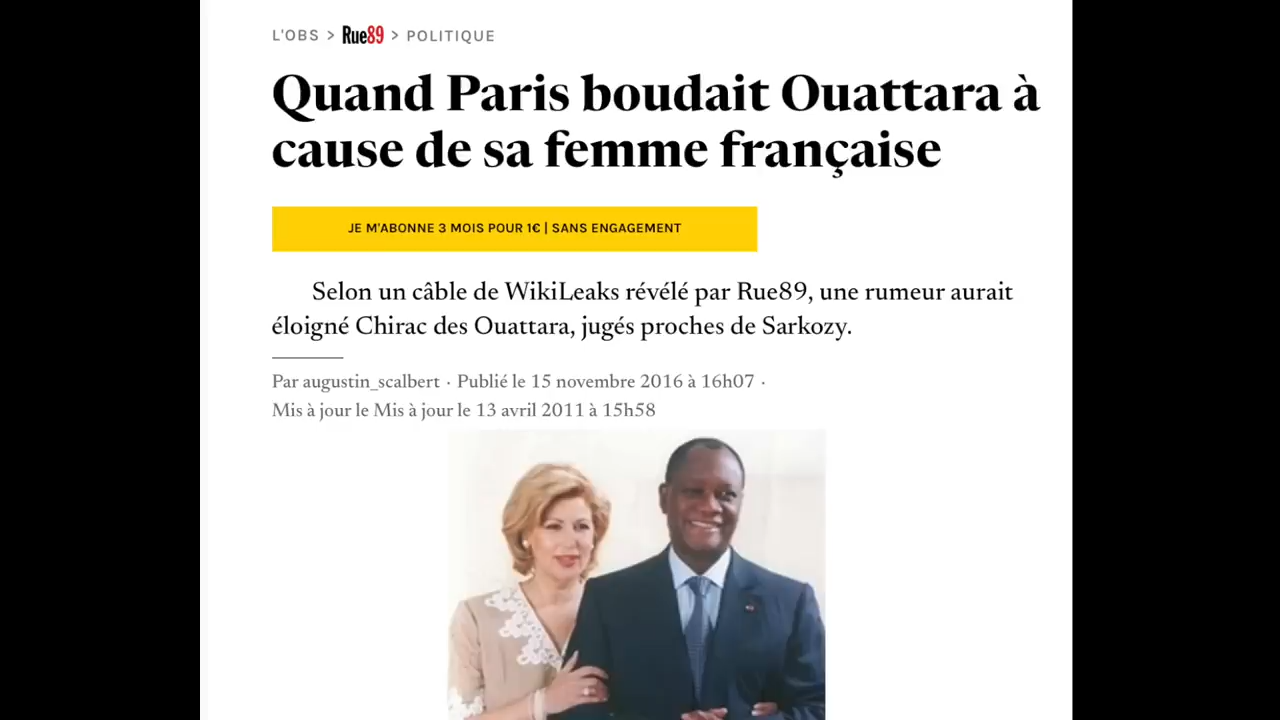 L'OBS > Rue89 > POLITIQUE
Quand Paris boudait Ouattara à
cause de sa femme française
JE M'ABONNE 3 MOIS POUR 1€ | SANS ENGAGEMENT
Selon un câble de WikiLeaks révélé par Rue89, une rumeur aurait
éloigné Chirac des Ouattara, jugés proches de Sarkozy.
Par augustin_scalbert · Publié le 15 novembre 2016 à 16h07 ·
Mis à jour le Mis à jour le 13 avril 2011 à 15h58